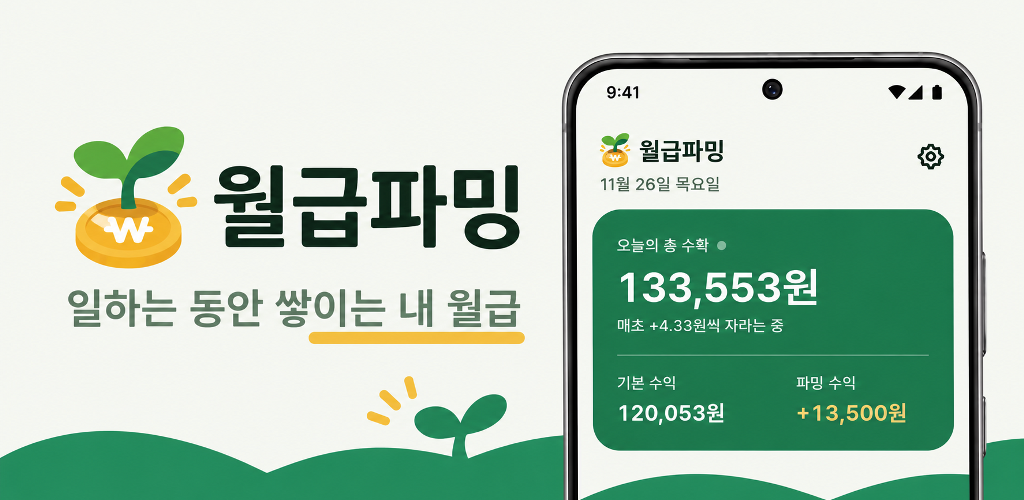 월급파밍
일하는 동안 쌓이는 내 월급
9:41
월급파밍
11월 26일 목요일
오늘의 총 수확
133,553원
매초 +4.33원씩 자라는 중
기본 수익
120,053원
파밍 수익
+13,500원